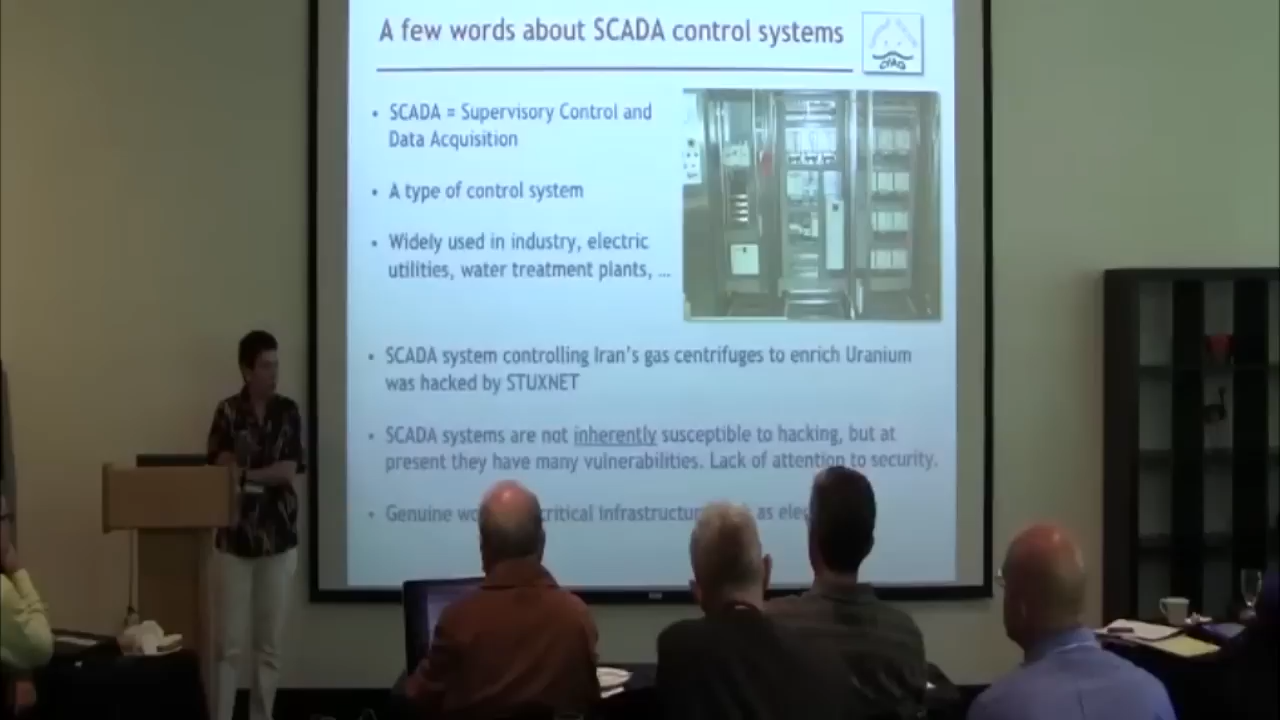 A few words about SCADA control systems
• SCADA = Supervisory Control and
Data Acquisition
• A type of control system
• Widely used in industry, electric
utilities, water treatment plants, ...
• SCADA system controlling Iran's gas centrifuges to enrich Uranium
was hacked by STUXNET
• SCADA systems are not inherently susceptible to hacking, but at
present they have many vulnerabilities. Lack of attention to security.
• Genuine critical infrastructure as